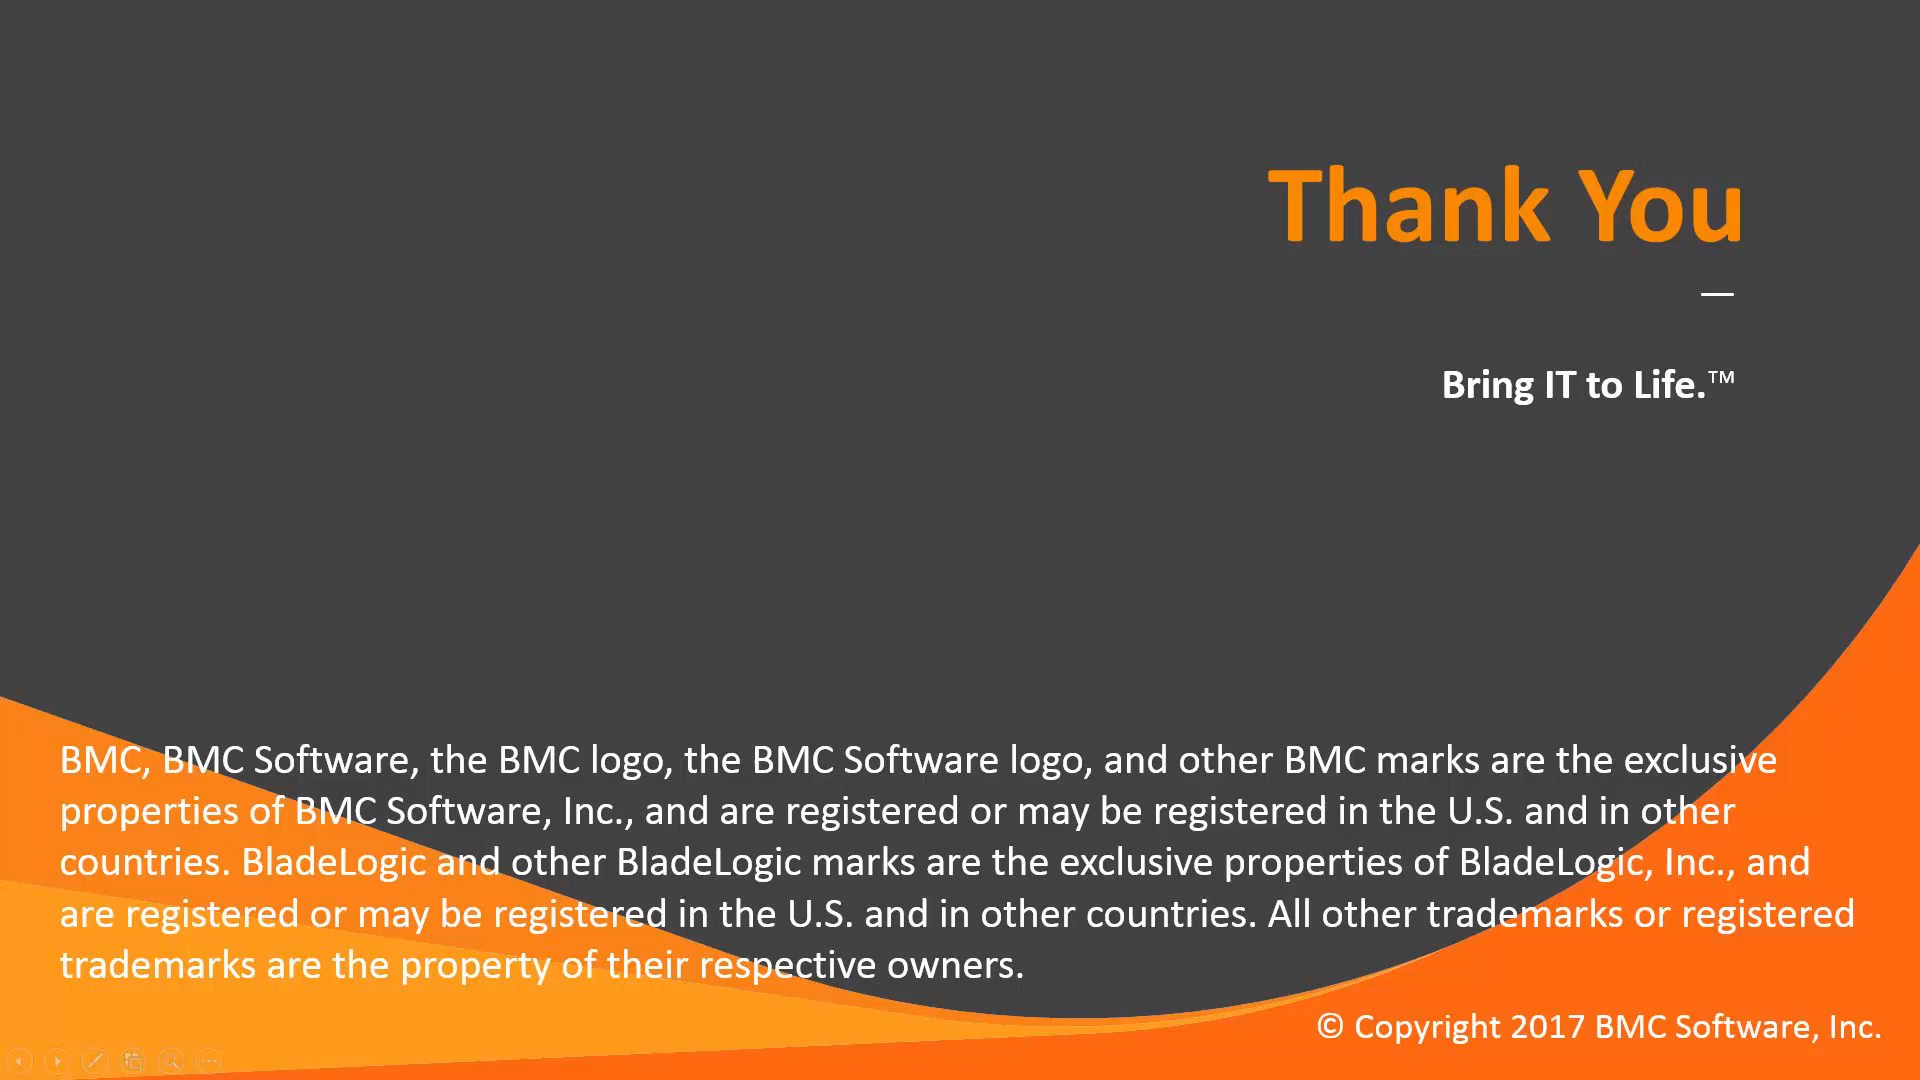 Thank You
Bring IT to Life.™
BMC, BMC Software, the BMC logo, the BMC Software logo, and other BMC marks are the exclusive
properties of BMC Software, Inc., and are registered or may be registered in the U.S. and in other
countries. BladeLogic and other BladeLogic marks are the exclusive properties of BladeLogic, Inc., and
are registered or may be registered in the U.S. and in other countries. All other trademarks or registered
trademarks are the property of their respective owners.
© Copyright 2017 BMC Software, Inc.